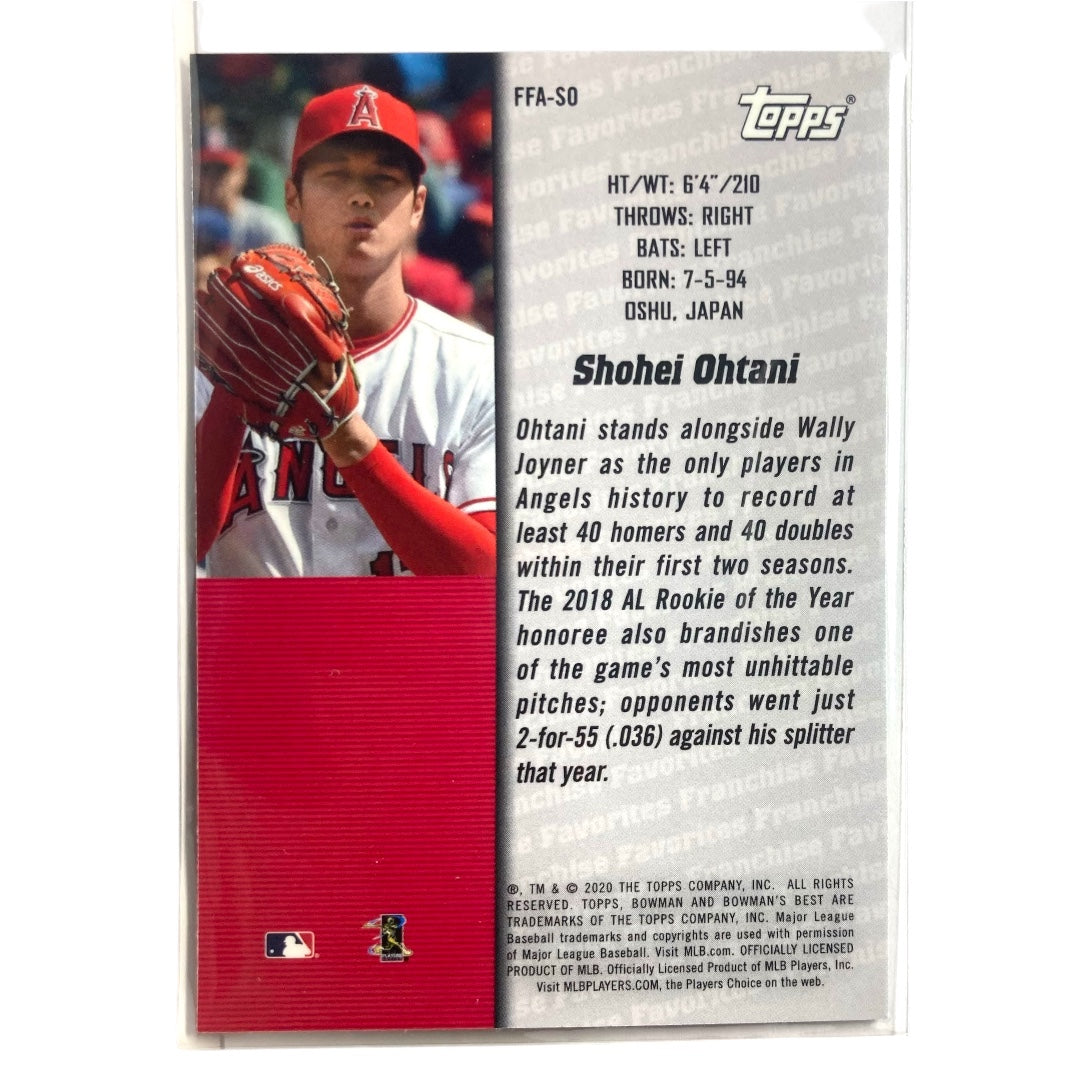 A
asics
ANGELS
FFA-SO
Topps®
HT/WT: 6'4"/210
THROWS: RIGHT
BATS: LEFT
BORN: 7-5-94
OSHU, JAPAN
Shohei Ohtani
Ohtani stands alongside Wally
Joyner as the only players in
Angels history to record at
least 40 homers and 40 doubles
within their first two seasons.
The 2018 AL Rookie of the Year
honoree also brandishes one
of the game's most unhittable
pitches; opponents went just
2-for-55 (.036) against his splitter
that year.
®, TM & © 2020 THE TOPPS COMPANY, INC. ALL RIGHTS
RESERVED. TOPPS, BOWMAN AND BOWMAN'S BEST ARE
TRADEMARKS OF THE TOPPS COMPANY, INC. Major League
Baseball trademarks and copyrights are used with permission
of Major League Baseball. Visit MLB.com. OFFICIALLY LICENSED
PRODUCT OF MLB. Officially Licensed Product of MLB Players, Inc.
Visit MLBPLAYERS.COM, the Players Choice on the web.